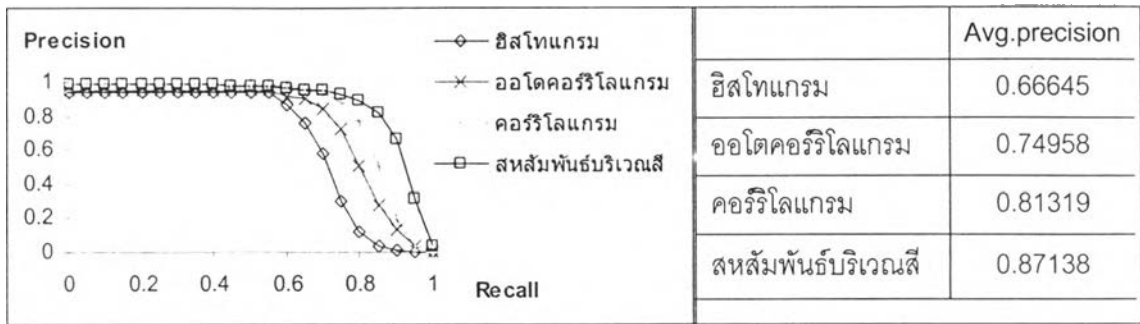 Precision
1
0.8
0.6
0.4
0.2
0
0 0.2 0.4 0.6 0.8 1
Recall
ฮิสโทแกรม
ออโตคอร์ริโลแกรม
คอร์ริโลแกรม
สหสัมพันธ์บริเวณสี
Avg.precision
ฮิสโทแกรม 0.66645
ออโตคอร์ริโลแกรม 0.74958
คอร์ริโลแกรม 0.81319
สหสัมพันธ์บริเวณสี 0.87138